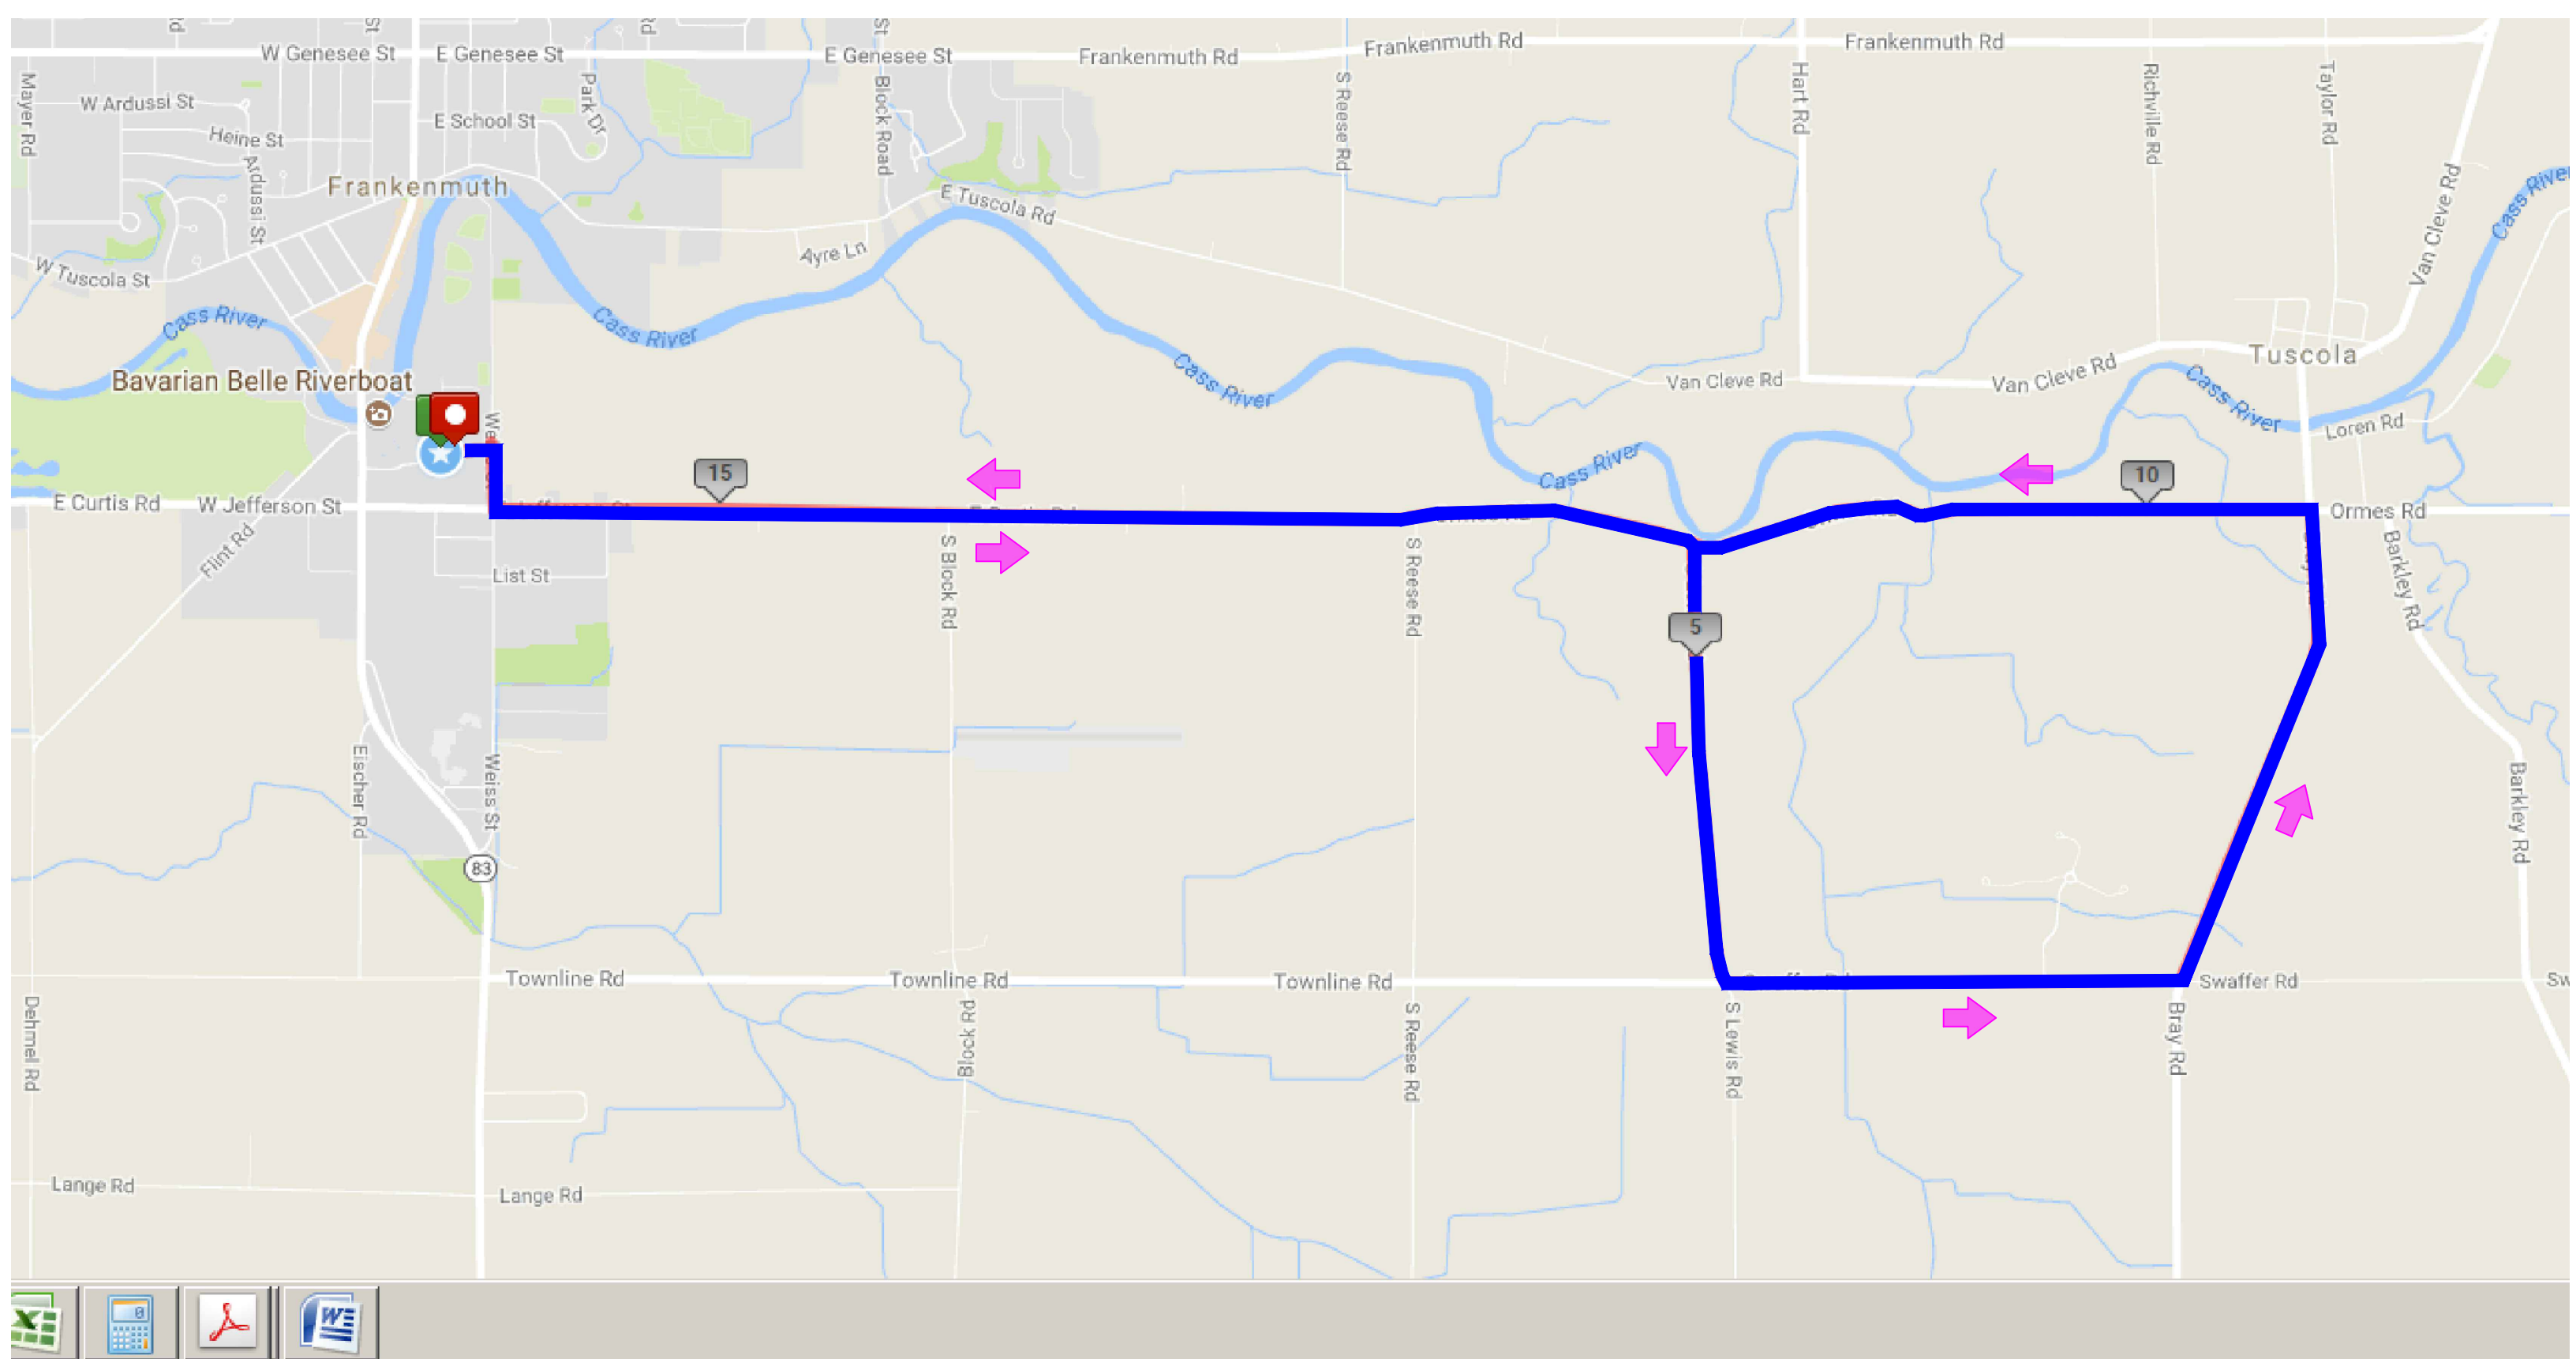 Rd
St
Rd
St
W Genesee St
E Genesee St
E Genesee St
Frankenmuth Rd
Frankenmuth Rd
Frankenmuth Rd
Mayer Rd
W Ardussi St
Heine St
Ardussi St
E School St
Park Dr
Block Road
S Reese Rd
Hart Rd
Richville Rd
Taylor Rd
Frankenmuth
E Tuscola Rd
Ayre Ln
W Tuscola St
Cass River
Cass River
Cass River
Cass River
Cass River
Cass River
Van Cleve Rd
Van Cleve Rd
Van Cleve Rd
Tuscola
Loren Rd
Bavarian Belle Riverboat
We
15
10
5
E Curtis Rd
W Jefferson St
Ormes Rd
Flint Rd
List St
S Block Rd
S Reese Rd
Barkley Rd
Barkley Rd
Eischer Rd
Weiss St
83
Townline Rd
Townline Rd
Townline Rd
Swaffer Rd
Sw
Dehmel Rd
Block Rd
S Reese Rd
S Lewis Rd
Bray Rd
Lange Rd
Lange Rd